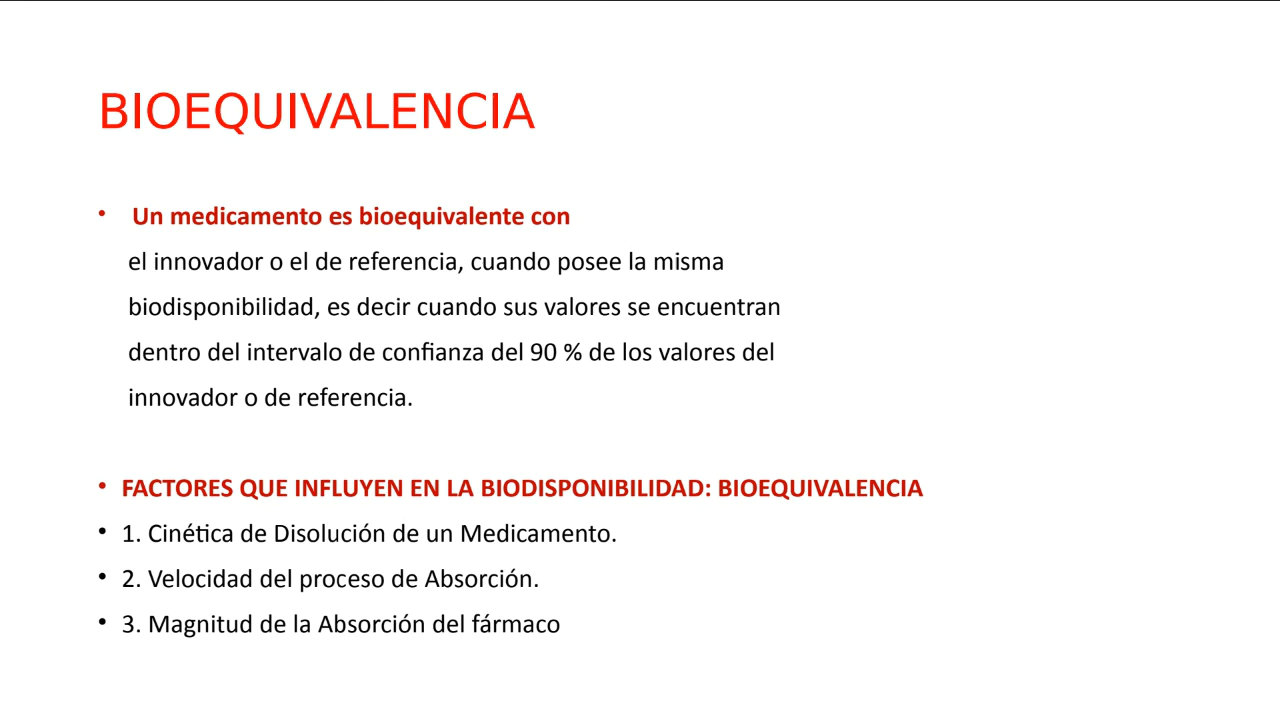 BIOEQUIVALENCIA
• Un medicamento es bioequivalente con
el innovador o el de referencia, cuando posee la misma
biodisponibilidad, es decir cuando sus valores se encuentran
dentro del intervalo de confianza del 90 % de los valores del
innovador o de referencia.
• FACTORES QUE INFLUYEN EN LA BIODISPONIBILIDAD: BIOEQUIVALENCIA
• 1. Cinética de Disolución de un Medicamento.
• 2. Velocidad del proceso de Absorción.
• 3. Magnitud de la Absorción del fármaco